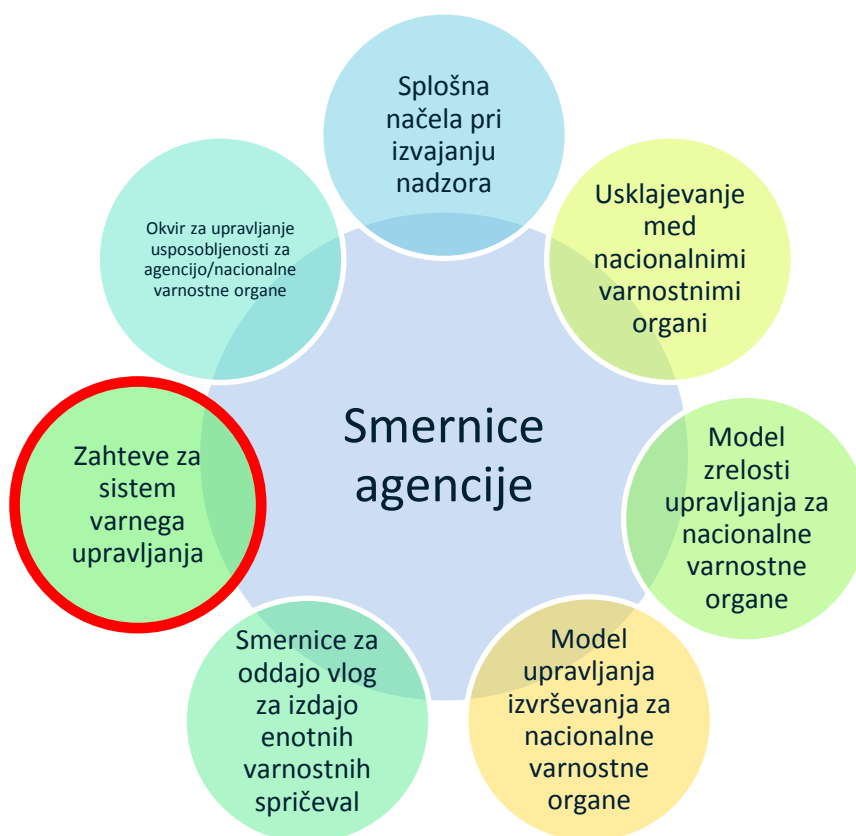 Splošna
načela pri
izvajanju
nadzora
Usklajevanje
med
nacionalnimi
varnostnimi
organi
Okvir za upravljanje
usposobljenosti za
agencijo/nacionalne
varnostne organe
Smernice
agencije
Model
zrelosti
upravljanja za
nacionalne
varnostne
organe
Zahteve za
sistem
varnega
upravljanja
Smernice za
oddajo vlog
za izdajo
enotnih
varnostnih
spričeval
Model
upravljanja
izvrševanja za
nacionalne
varnostne
organe